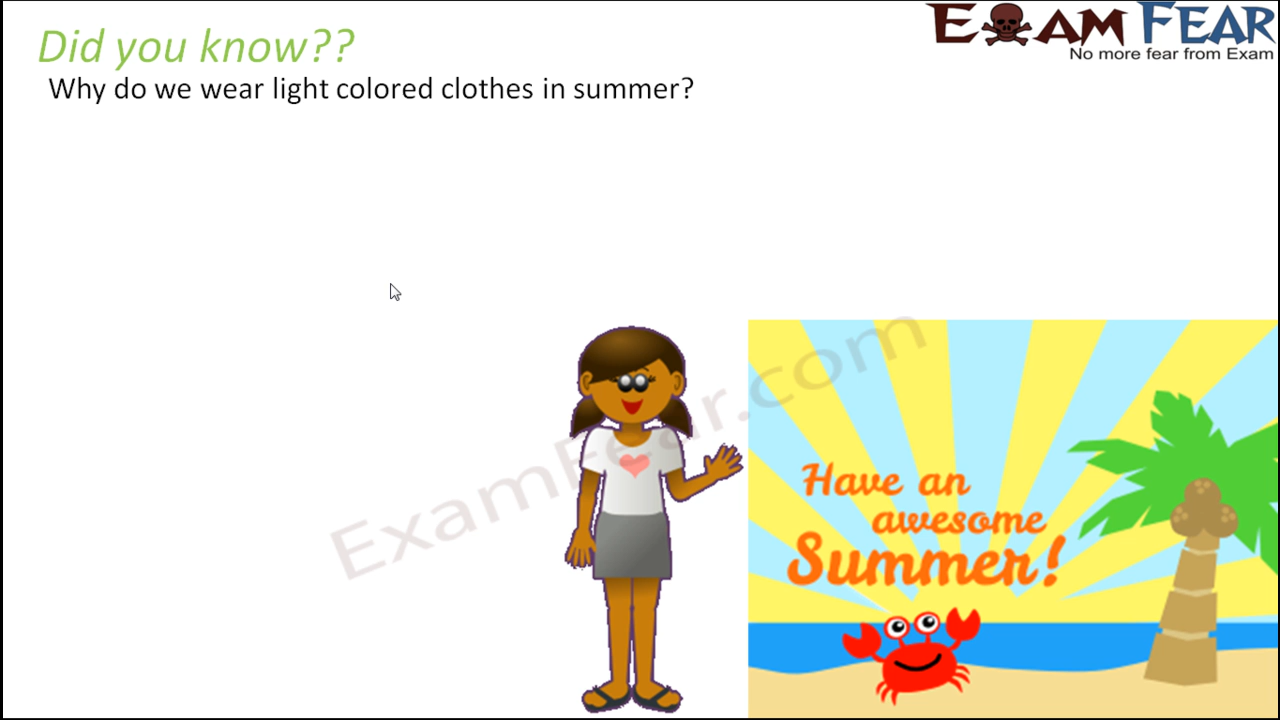 Did you know??
Why do we wear light colored clothes in summer?
EXAM FEAR
No more fear from Exam
ExamFear.com
Have an
awesome
Summer!